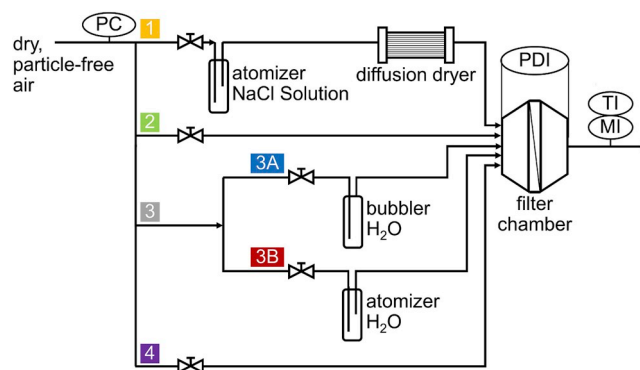 PC
1
dry,
particle-free
air
atomizer
NaCl Solution
diffusion dryer
PDI
TI
MI
2
3A
bubbler
H₂O
filter
chamber
3
3B
atomizer
H₂O
4